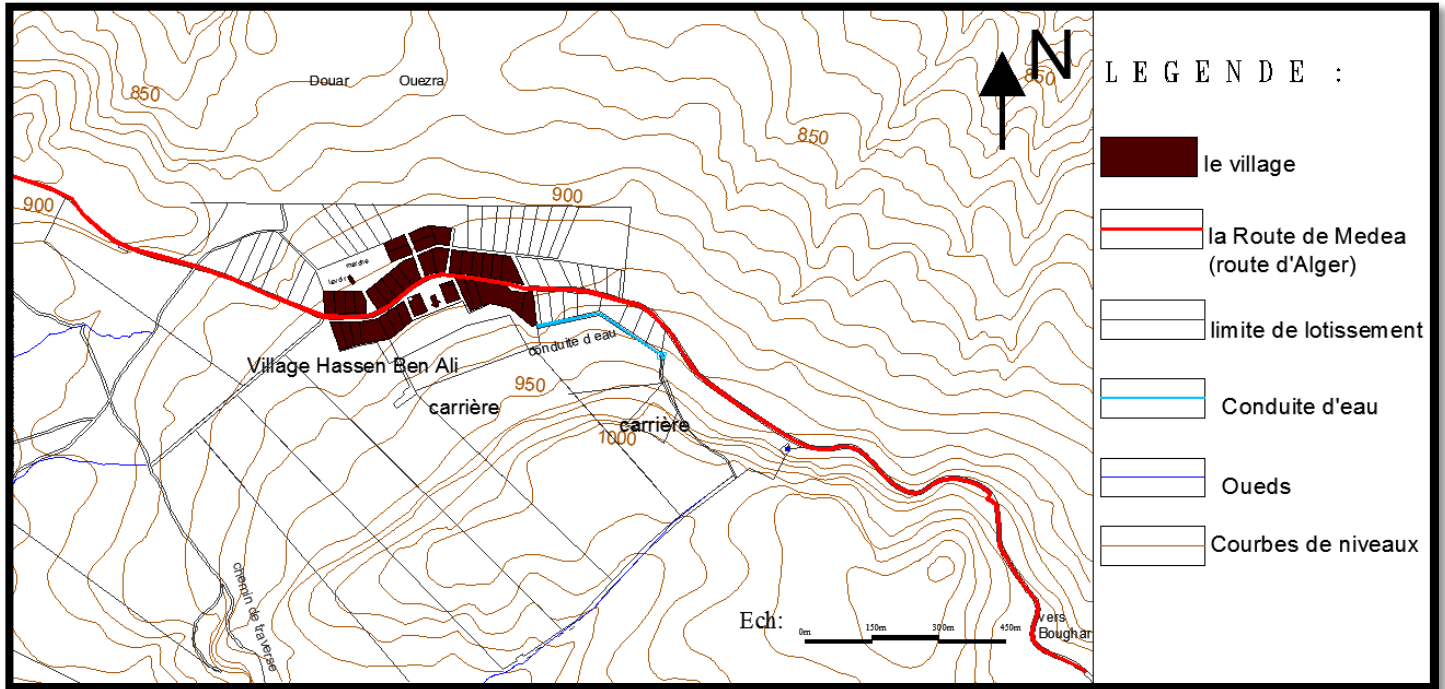 Douar Ouezra
850
850
850
N
900
900
marche
lavoir
conduite d eau
Village Hassen Ben Ali
950
carrière
carrière
1000
chemin de traverse
Ech:
0m 150m 300m 450m
vers
Boughar
LEGENDE :
le village
la Route de Medea
(route d'Alger)
limite de lotissement
Conduite d'eau
Oueds
Courbes de niveaux